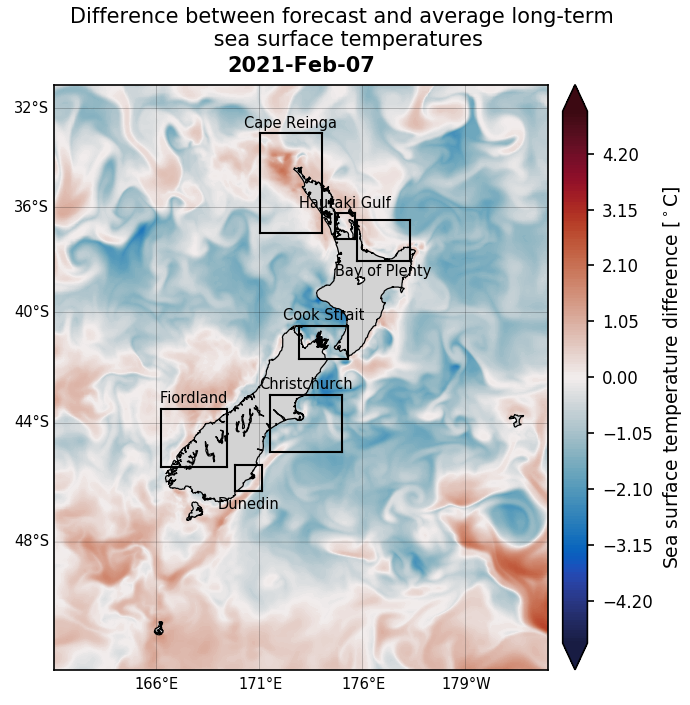 Difference between forecast and average long-term
sea surface temperatures
2021-Feb-07
32°S
36°S
40°S
44°S
48°S
Cape Reinga
Hauraki Gulf
Bay of Plenty
Cook Strait
Christchurch
Fiordland
Dunedin
166°E
171°E
176°E
179°W
4.20
3.15
2.10
1.05
0.00
−1.05
−2.10
−3.15
−4.20
Sea surface temperature difference [°C]